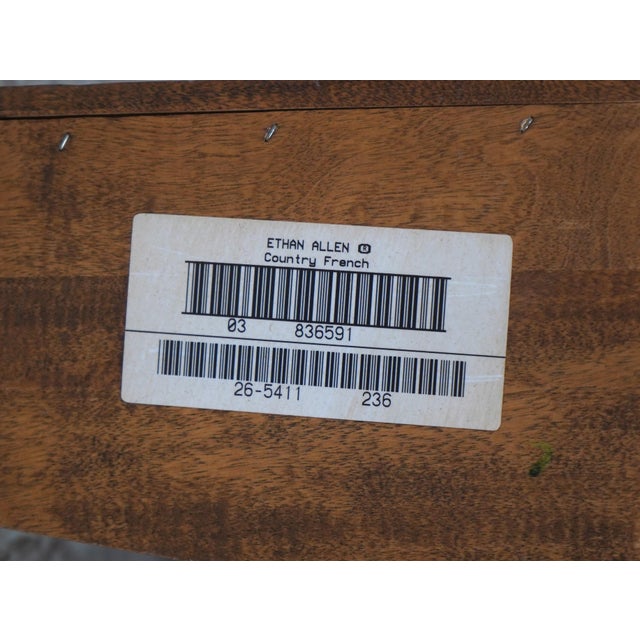 ETHAN ALLEN ®
Country French
03 836591
26-5411 236